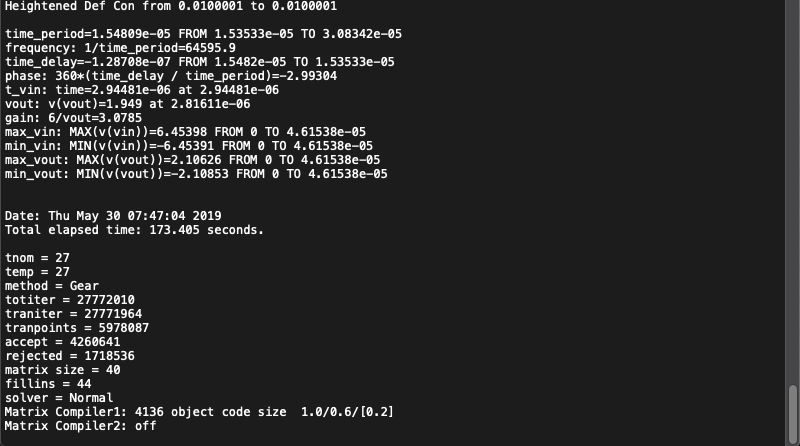 Heightened Def Con from 0.0100001 to 0.0100001
time_period=1.54809e-05 FROM 1.53533e-05 TO 3.08342e-05
frequency: 1/time_period=64595.9
time_delay=-1.28708e-07 FROM 1.5482e-05 TO 1.53533e-05
phase: 360*(time_delay / time_period)=-2.99304
t_vin: time=2.94481e-06 at 2.94481e-06
vout: v(vout)=1.949 at 2.81611e-06
gain: 6/vout=3.0785
max_vin: MAX(v(vin))=6.45398 FROM 0 TO 4.61538e-05
min_vin: MIN(v(vin))=-6.45391 FROM 0 TO 4.61538e-05
max_vout: MAX(v(vout))=2.10626 FROM 0 TO 4.61538e-05
min_vout: MIN(v(vout))=-2.10853 FROM 0 TO 4.61538e-05
Date: Thu May 30 07:47:04 2019
Total elapsed time: 173.405 seconds.
tnom = 27
temp = 27
method = Gear
totiter = 27772010
traniter = 27771964
tranpoints = 5978087
accept = 4260641
rejected = 1718536
matrix size = 40
fillins = 44
solver = Normal
Matrix Compiler1: 4136 object code size  1.0/0.6/[0.2]
Matrix Compiler2: off